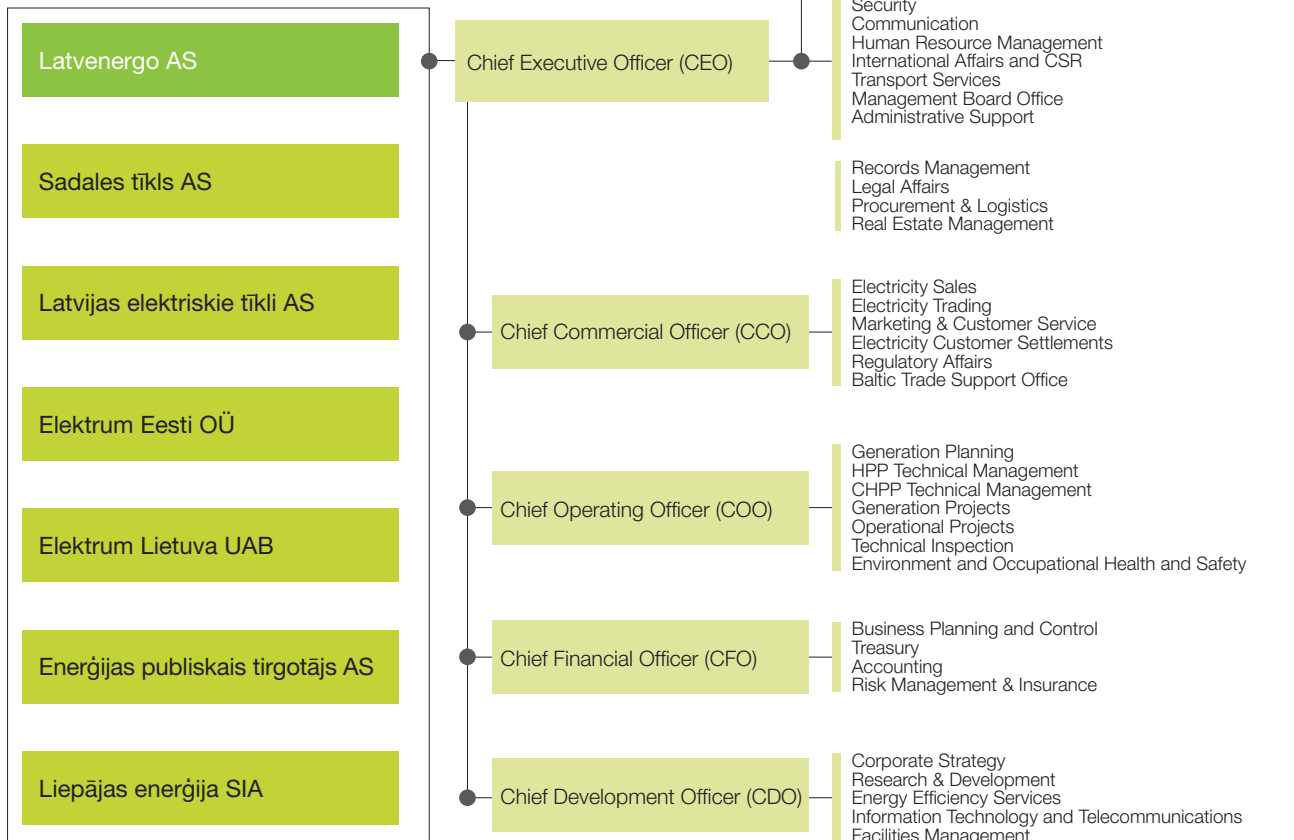 Latvenergo AS
Sadales tīkls AS
Latvijas elektriskie tīkli AS
Elektrum Eesti OÜ
Elektrum Lietuva UAB
Enerģijas publiskais tirgotājs AS
Liepājas enerģija SIA
Chief Executive Officer (CEO)
Security
Communication
Human Resource Management
International Affairs and CSR
Transport Services
Management Board Office
Administrative Support
Records Management
Legal Affairs
Procurement & Logistics
Real Estate Management
Chief Commercial Officer (CCO)
Electricity Sales
Electricity Trading
Marketing & Customer Service
Electricity Customer Settlements
Regulatory Affairs
Baltic Trade Support Office
Chief Operating Officer (COO)
Generation Planning
HPP Technical Management
CHPP Technical Management
Generation Projects
Operational Projects
Technical Inspection
Environment and Occupational Health and Safety
Chief Financial Officer (CFO)
Business Planning and Control
Treasury
Accounting
Risk Management & Insurance
Chief Development Officer (CDO)
Corporate Strategy
Research & Development
Energy Efficiency Services
Information Technology and Telecommunications
Facilities Management